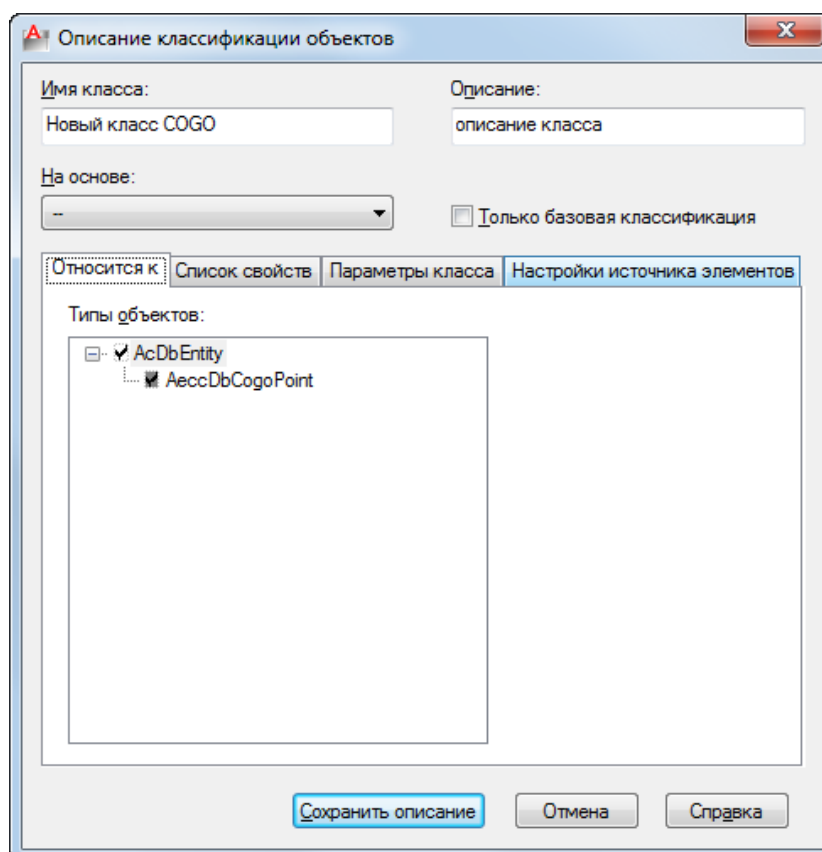 Описание классификации объектов
Имя класса: Описание:
Новый класс COGO описание класса
На основе:
-- Только базовая классификация
Относится к Список свойств Параметры класса Настройки источника элементов
Типы объектов:
AcDbEntity
AeccDbCogoPoint
Сохранить описание Отмена Справка